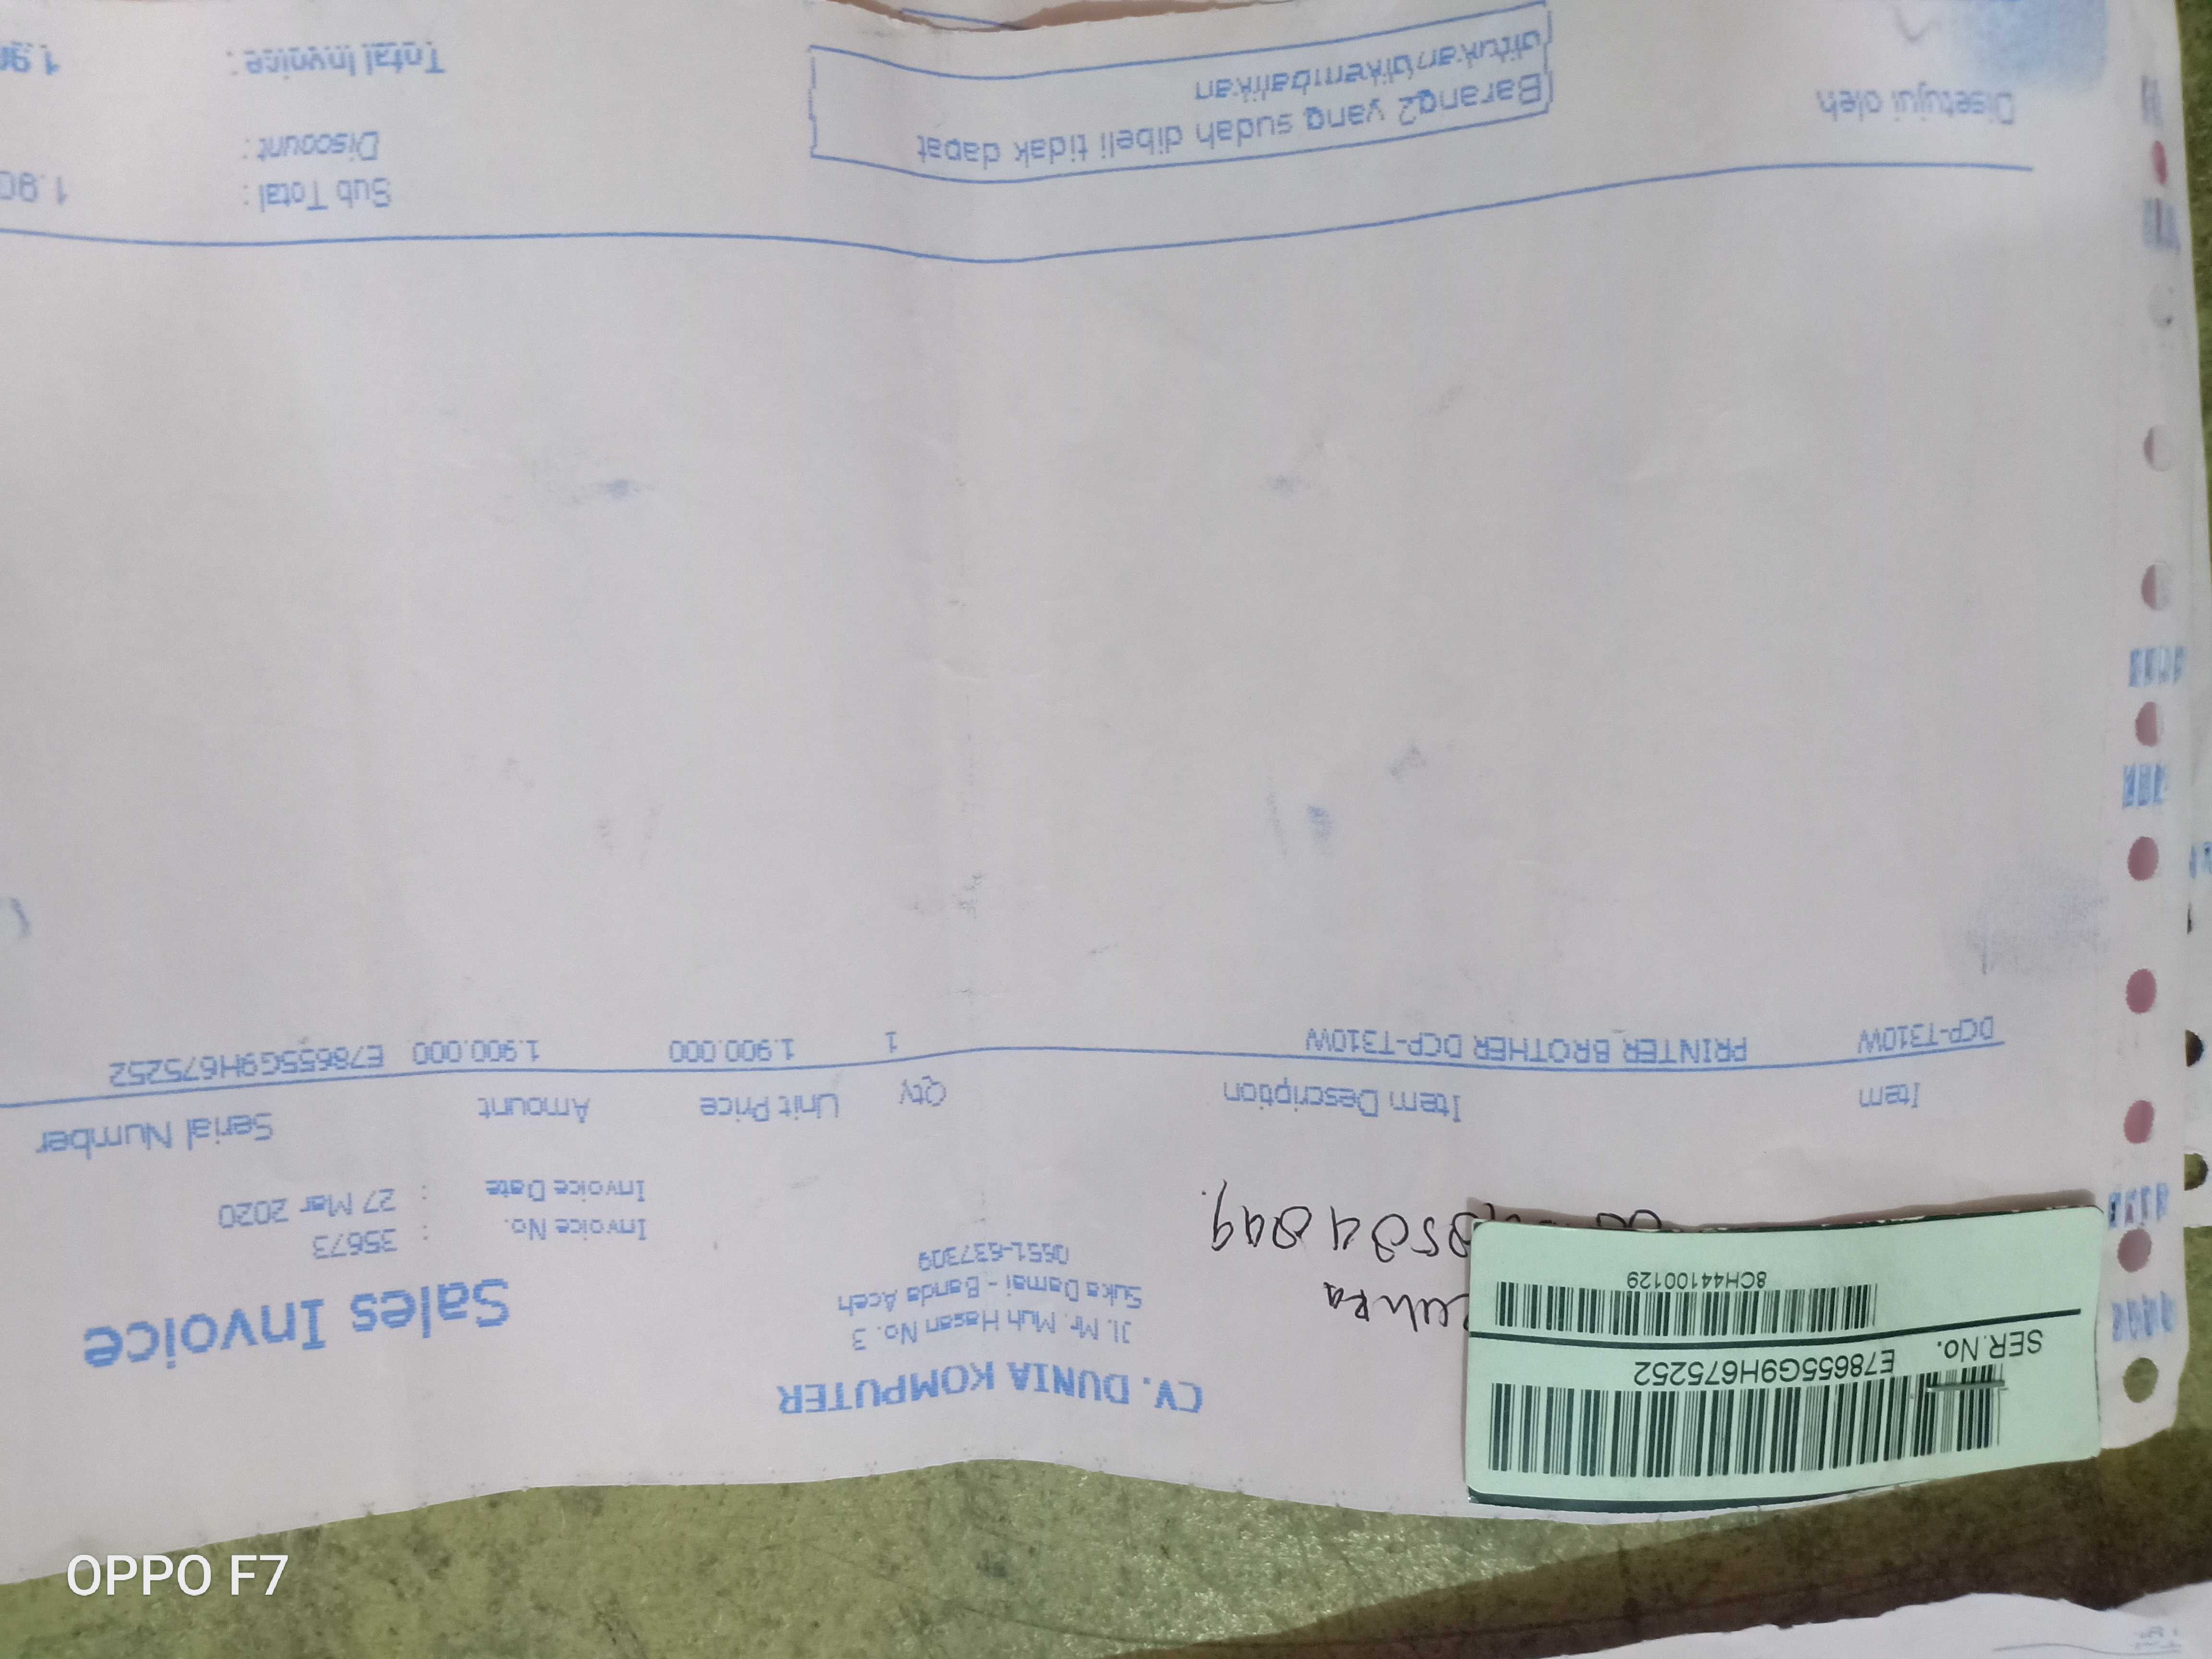 SER.No.
E78655G9H675252
8CH44100129
CV. DUNIA KOMPUTER
Jl. Mr. Muh Hasan No. 3
Suka Damai - Banda Aceh
0651-637309
Sales Invoice
Invoice No. : 35673
Invoice Date : 27 Mar 2020
Item Item Description Qty Unit Price Amount Serial Number
DCP-T310W PRINTER BROTHER DCP-T310W 1 1.900.000 1.900.000 E78655G9H675252
Sub Total :
Discount :
Total Invoice :
Disetujui oleh
Barang2 yang sudah dibeli tidak dapat
ditukar/dikembalikan
OPPO F7